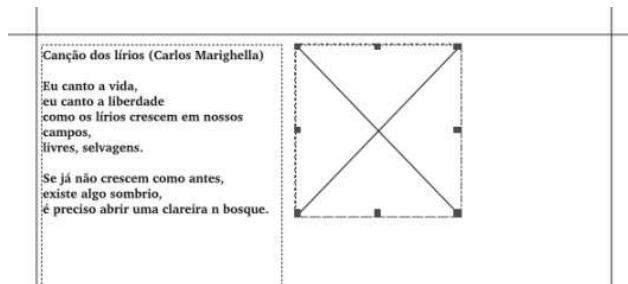 Canção dos lírios (Carlos Marighella)
Eu canto a vida,
eu canto a liberdade
como os lírios crescem em nossos
campos,
livres, selvagens.
Se já não crescem como antes,
existe algo sombrio,
é preciso abrir uma clareira n bosque.